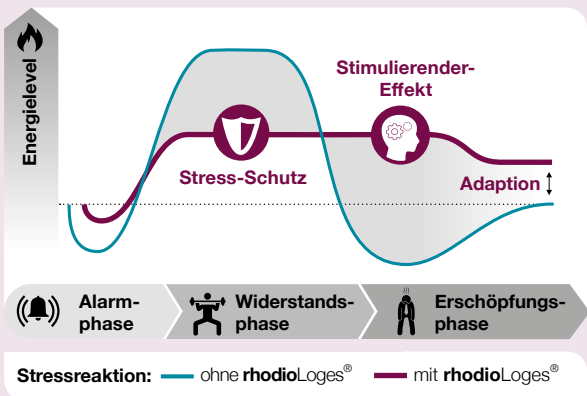 Energielevel
Stimulierender-
Effekt
Stress-Schutz
Adaption
Alarm-
phase
Widerstands-
phase
Erschöpfungs-
phase
Stressreaktion: ohne rhodioLoges® mit rhodioLoges®